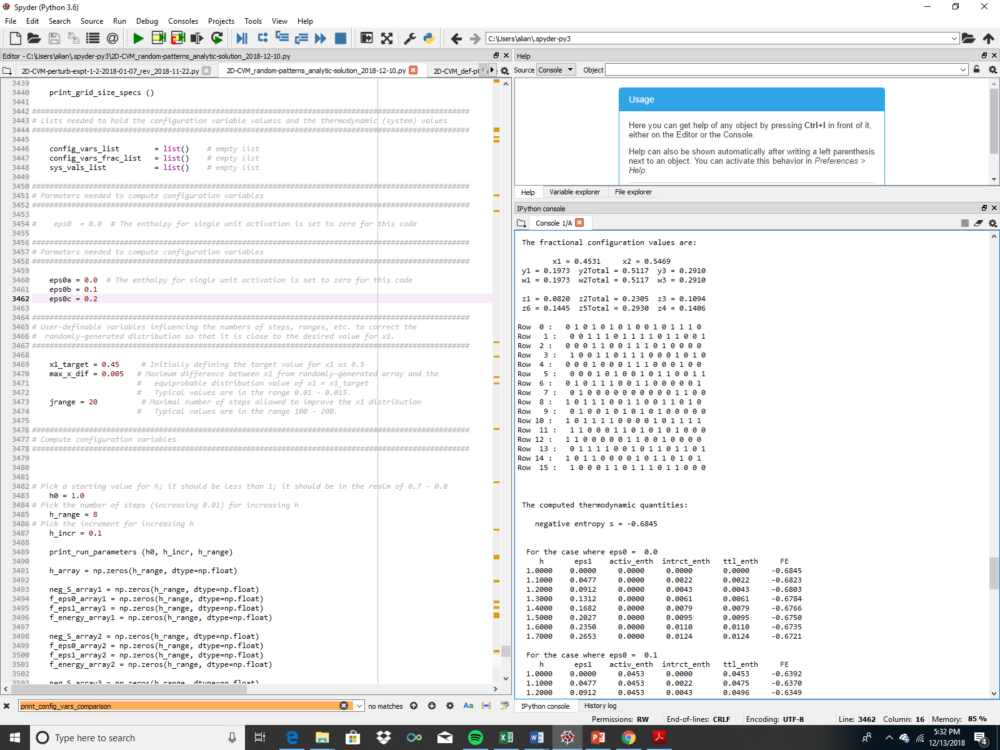 Spyder (Python 3.6)
File Edit Search Source Run Debug Consoles Projects Tools View Help
C:\Users\alian\.spyder-py3
Editor - C:\Users\alian\.spyder-py3\2D-CVM_random-patterns_analytic-solution_2018-12-10.py
2D-CVM-perturb-expt-1-2-2018-01-07_rev_2018-11-22.py 2D-CVM_random-patterns_analytic-solution_2018-12-10.py 2D-CVM_def-pt
3439
3440 print_grid_size_specs ()
3441
3442 ####################################################################################################
3443 # Lists needed to hold the configuration variable valuess and the thermodynamic (system) values
3444 ####################################################################################################
3445
3446 config_vars_list = list() # empty list
3447 config_vars_frac_list = list() # empty list
3448 sys_vals_list = list() # empty list
3449
3450 ####################################################################################################
3451 # Parmaters needed to compute configuration variables
3452 ####################################################################################################
3453
3454 # eps0 = 0.0 # The enthalpy for single unit activation is set to zero for this code
3455
3456 ####################################################################################################
3457 # Parmaters needed to compute configuration variables
3458 ####################################################################################################
3459
3460 eps0a = 0.0 # The enthalpy for single unit activation is set to zero for this code
3461 eps0b = 0.1
3462 eps0c = 0.2
3463
3464 ####################################################################################################
3465 # User-definable variables influencing the numbers of steps, ranges, etc. to correct the
3466 # randomly-generated distribution so that it is close to the desired value for x1.
3467 ####################################################################################################
3468
3469 x1_target = 0.45 # Initially defining the target value for x1 as 0.5
3470 max_x_dif = 0.005 # Maximum difference between x1 from randomly-generated array and the
3471 # equiprobable distribution value of x1 = x1_target
3472 # Typical values are in the range 0.01 - 0.015.
3473 jrange = 20 # Maximal number of steps allowed to improve the x1 distribution
3474 # Typical values are in the range 100 - 200.
3475
3476 ####################################################################################################
3477 # Compute configuration variables
3478 ####################################################################################################
3479
3480
3481
3482 # Pick a starting value for h; it should be less than 1; it should be in the realm of 0.7 - 0.8
3483 h0 = 1.0
3484 # Pick the number of steps (increasing 0.01) for increasing h
3485 h_range = 8
3486 # Pick the increment for increasing h
3487 h_incr = 0.1
3488
3489 print_run_parameters (h0, h_incr, h_range)
3490
3491 h_array = np.zeros(h_range, dtype=np.float)
3492
3493 neg_S_array1 = np.zeros(h_range, dtype=np.float)
3494 f_eps0_array1 = np.zeros(h_range, dtype=np.float)
3495 f_eps1_array1 = np.zeros(h_range, dtype=np.float)
3496 f_energy_array1 = np.zeros(h_range, dtype=np.float)
3497
3498 neg_S_array2 = np.zeros(h_range, dtype=np.float)
3499 f_eps0_array2 = np.zeros(h_range, dtype=np.float)
3500 f_eps1_array2 = np.zeros(h_range, dtype=np.float)
3501 f_energy_array2 = np.zeros(h_range, dtype=np.float)
3502
3503 neg_S_array3 = np.zeros(h_range, dtype=np.float)
print_config_vars_comparison no matches Aa
Help
Source Console Object
Usage
Here you can get help of any object by pressing Ctrl+I in front of it,
either on the Editor or the Console.
Help can also be shown automatically after writing a left parenthesis
next to an object. You can activate this behavior in Preferences >
Help.
Help Variable explorer File explorer
IPython console
Console 1/A
The fractional configuration values are:
x1 = 0.4531 x2 = 0.5469
y1 = 0.1973 y2Total = 0.5117 y3 = 0.2910
w1 = 0.1973 w2Total = 0.5117 w3 = 0.2910
z1 = 0.0820 z2Total = 0.2305 z3 = 0.1094
z6 = 0.1445 z5Total = 0.2930 z4 = 0.1406
Row 0 : 0 1 0 1 0 1 0 1 0 0 1 0 1 1 1 0
Row 1 : 0 0 1 1 1 0 1 1 1 1 0 1 1 0 0 1
Row 2 : 0 0 0 1 1 0 0 1 1 1 0 1 0 0 0 0
Row 3 : 1 0 0 1 1 0 1 1 1 0 0 0 1 0 1 0
Row 4 : 0 0 0 1 0 0 0 1 1 1 0 0 0 1 0 0
Row 5 : 0 0 0 1 0 0 1 0 1 0 1 1 0 0 1 1
Row 6 : 0 1 0 1 1 1 0 0 1 1 0 0 0 0 0 1
Row 7 : 0 1 0 0 0 0 0 0 0 0 0 1 1 1 0 0
Row 8 : 1 0 1 1 1 0 0 1 1 0 0 1 1 0 1 0
Row 9 : 0 1 0 0 1 0 1 0 1 0 1 0 0 0 0 0
Row 10 : 1 0 1 1 1 1 0 0 0 0 1 0 1 1 1 1
Row 11 : 1 1 0 0 0 1 1 0 1 0 1 0 1 0 0 0
Row 12 : 1 1 0 0 0 0 0 1 1 0 0 1 0 0 0 0
Row 13 : 0 1 1 1 1 0 0 1 0 1 1 0 1 1 0 1
Row 14 : 1 0 1 1 0 0 0 0 1 0 1 1 0 1 0 1
Row 15 : 1 0 0 0 1 1 0 1 1 1 0 1 1 0 0 0
The computed thermodynamic quantities:
negative entropy s = -0.6845
For the case where eps0 = 0.0
h eps1 activ_enth intrct_enth ttl_enth FE
1.0000 0.0000 0.0000 0.0000 0.0000 -0.6845
1.1000 0.0477 0.0000 0.0022 0.0022 -0.6823
1.2000 0.0912 0.0000 0.0043 0.0043 -0.6803
1.3000 0.1312 0.0000 0.0061 0.0061 -0.6784
1.4000 0.1682 0.0000 0.0079 0.0079 -0.6766
1.5000 0.2027 0.0000 0.0095 0.0095 -0.6750
1.6000 0.2350 0.0000 0.0110 0.0110 -0.6735
1.7000 0.2653 0.0000 0.0124 0.0124 -0.6721
For the case where eps0 = 0.1
h eps1 activ_enth intrct_enth ttl_enth FE
1.0000 0.0000 0.0453 0.0000 0.0453 -0.6392
1.1000 0.0477 0.0453 0.0022 0.0475 -0.6370
1.2000 0.0912 0.0453 0.0043 0.0496 -0.6349
IPython console History log
Permissions: RW End-of-lines: CRLF Encoding: UTF-8 Line: 3462 Column: 16 Memory: 85 %
Type here to search
5:32 PM
12/13/2018
4